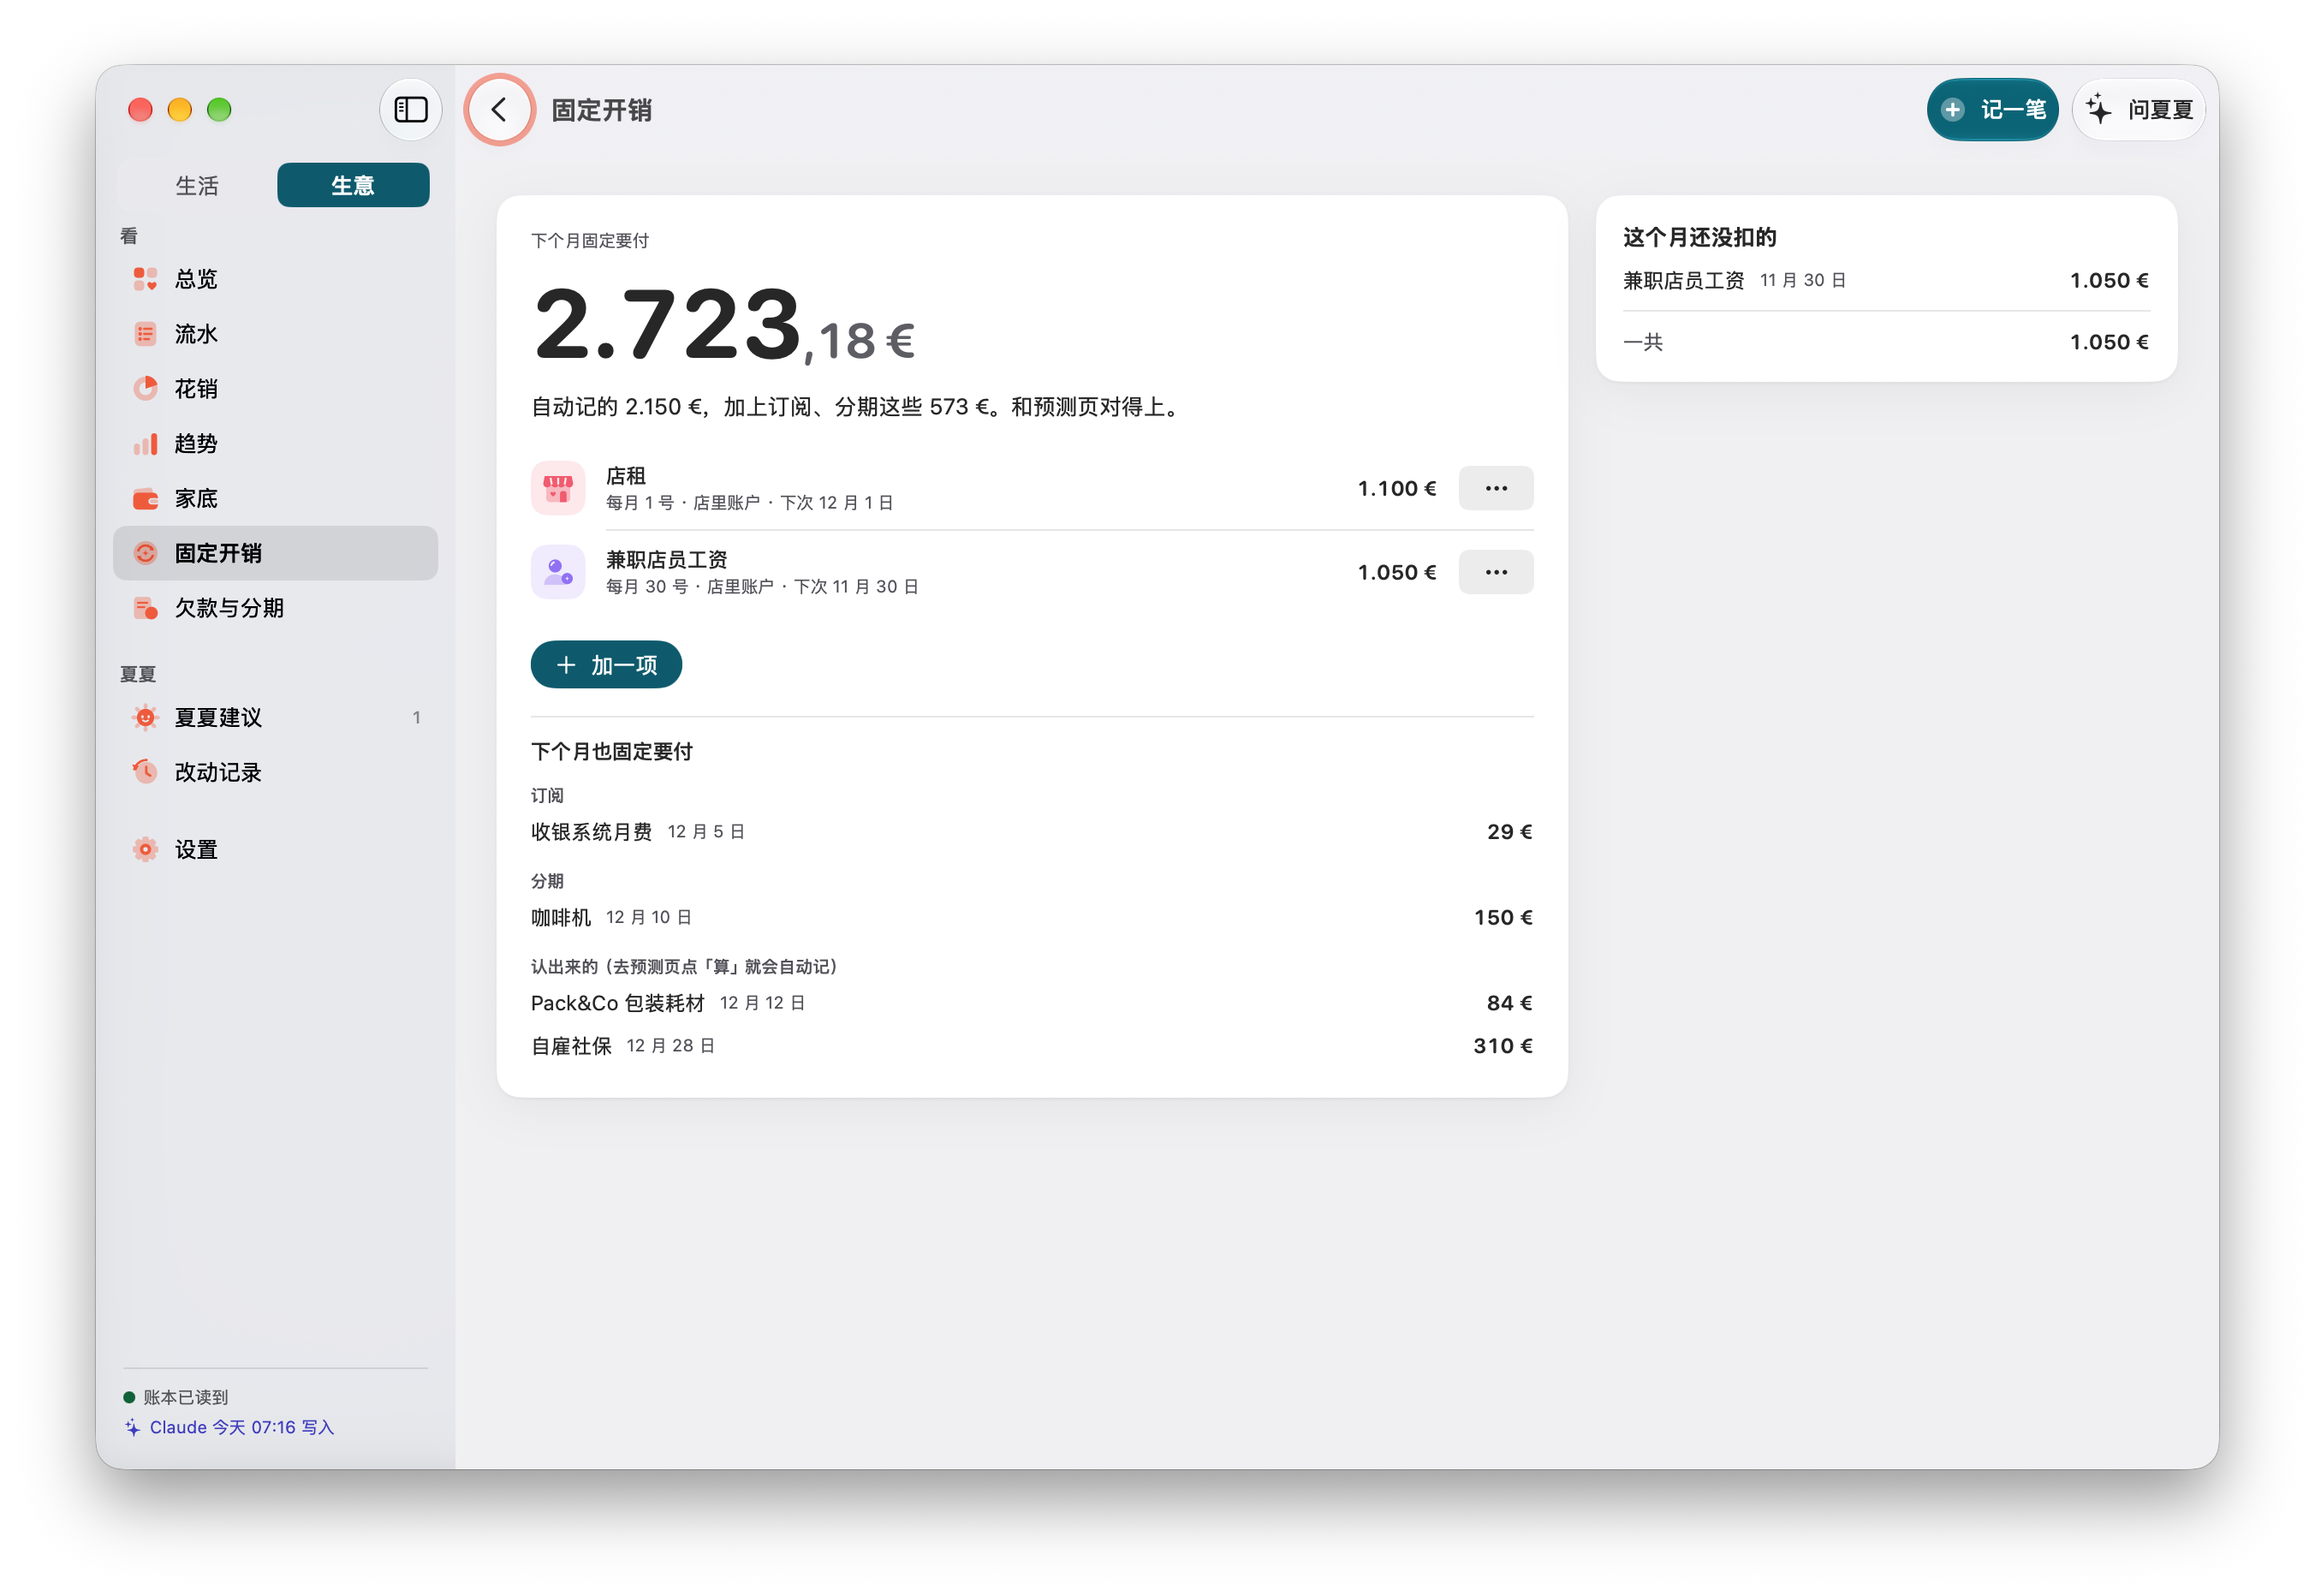 固定开销
记一笔
问夏夏
生活
生意
看
总览
流水
花销
趋势
家底
固定开销
欠款与分期
夏夏
夏夏建议 1
改动记录
设置
账本已读到
Claude 今天 07:16 写入
下个月固定要付
2.723,18 €
自动记的 2.150 €，加上订阅、分期这些 573 €。和预测页对得上。
店租
每月 1 号 · 店里账户 · 下次 12 月 1 日
1.100 €
兼职店员工资
每月 30 号 · 店里账户 · 下次 11 月 30 日
1.050 €
加一项
下个月也固定要付
订阅
收银系统月费 12 月 5 日 29 €
分期
咖啡机 12 月 10 日 150 €
认出来的（去预测页点「算」就会自动记）
Pack&Co 包装耗材 12 月 12 日 84 €
自雇社保 12 月 28 日 310 €
这个月还没扣的
兼职店员工资 11 月 30 日 1.050 €
一共 1.050 €